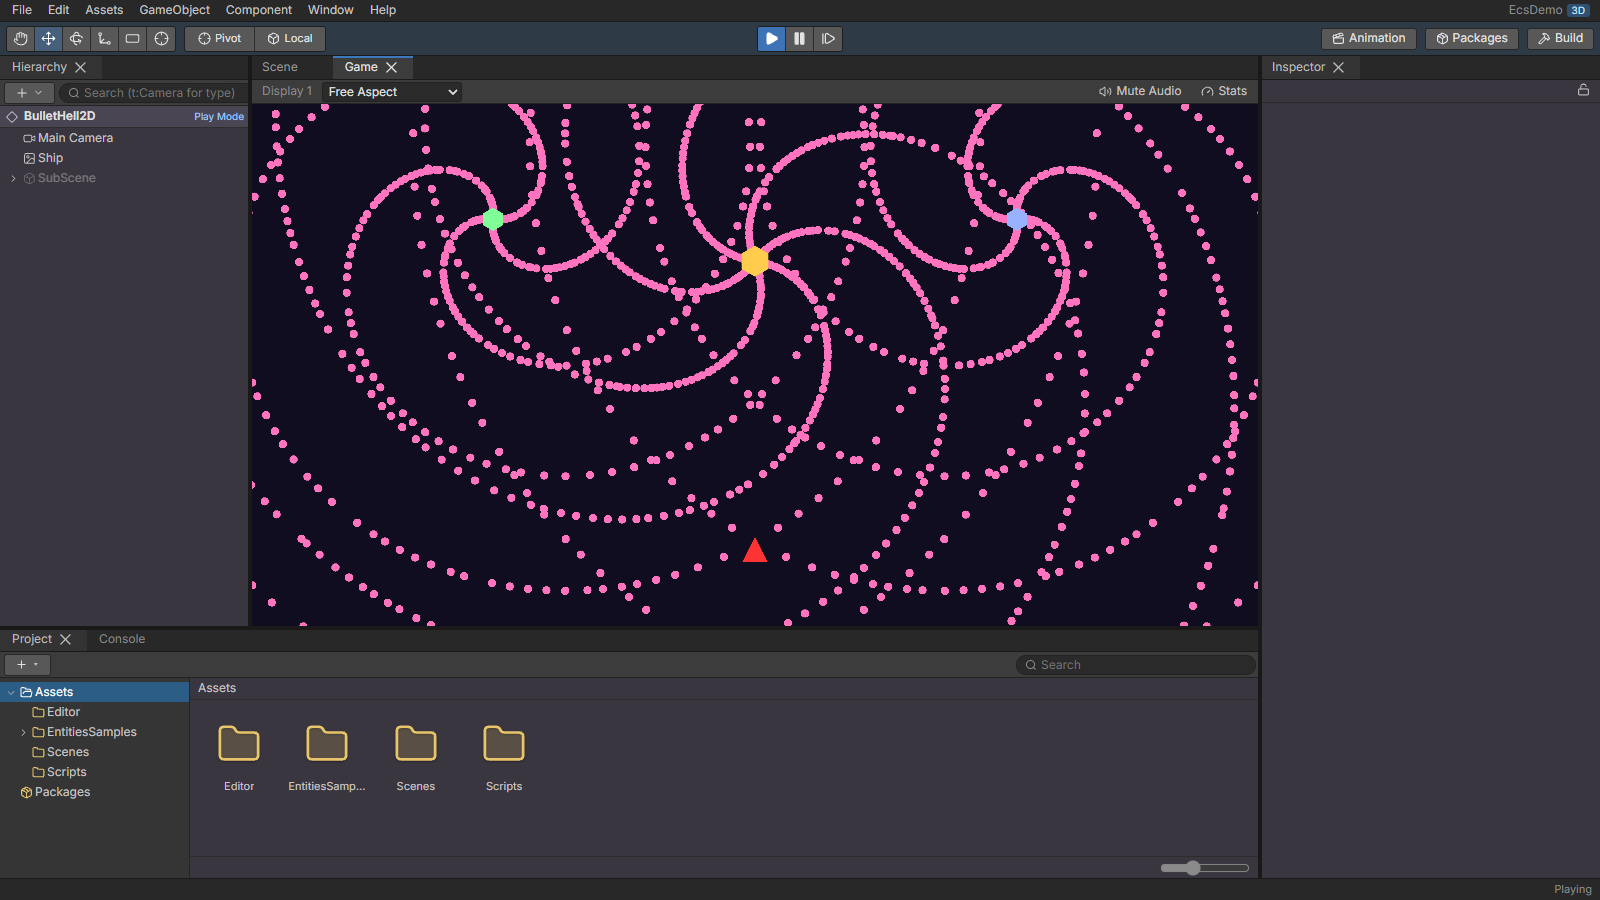 File Edit Assets GameObject Component Window Help EcsDemo 3D
Pivot Local Animation Packages Build
Hierarchy Scene Game Inspector
Search (t:Camera for type) Display 1 Free Aspect Mute Audio Stats
BulletHell2D Play Mode
Main Camera
Ship
SubScene
Project Console
Search
Assets Assets
Editor
EntitiesSamples
Scenes
Scripts
Packages
Editor EntitiesSamp... Scenes Scripts
Playing